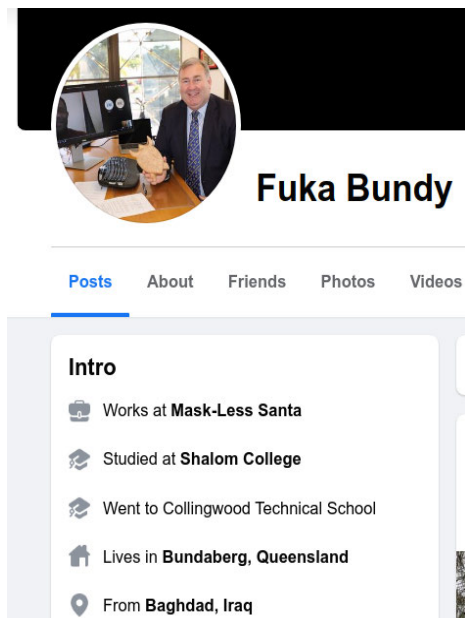 Fuka Bundy
Posts About Friends Photos Videos
Intro
Works at Mask-Less Santa
Studied at Shalom College
Went to Collingwood Technical School
Lives in Bundaberg, Queensland
From Baghdad, Iraq